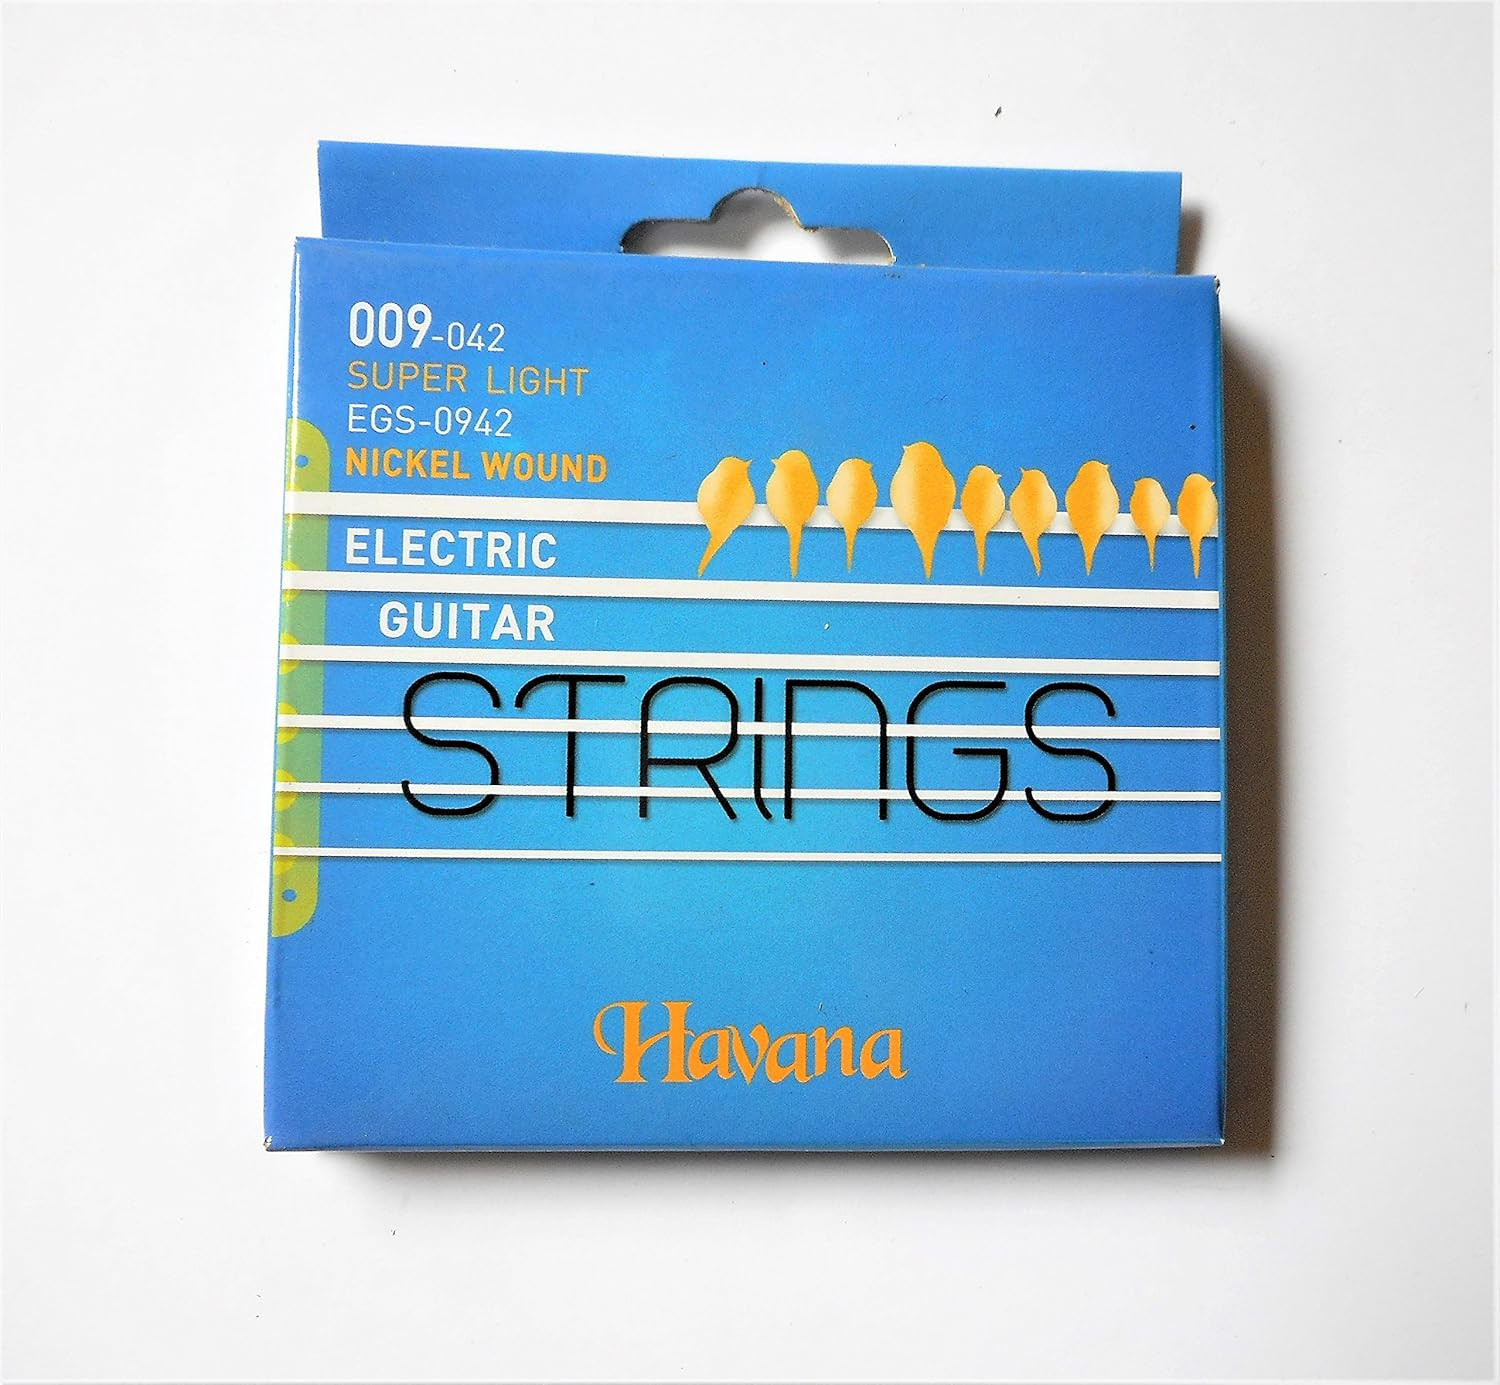 009-042
SUPER LIGHT
EGS-0942
NICKEL WOUND
ELECTRIC
GUITAR
STRINGS
Havana